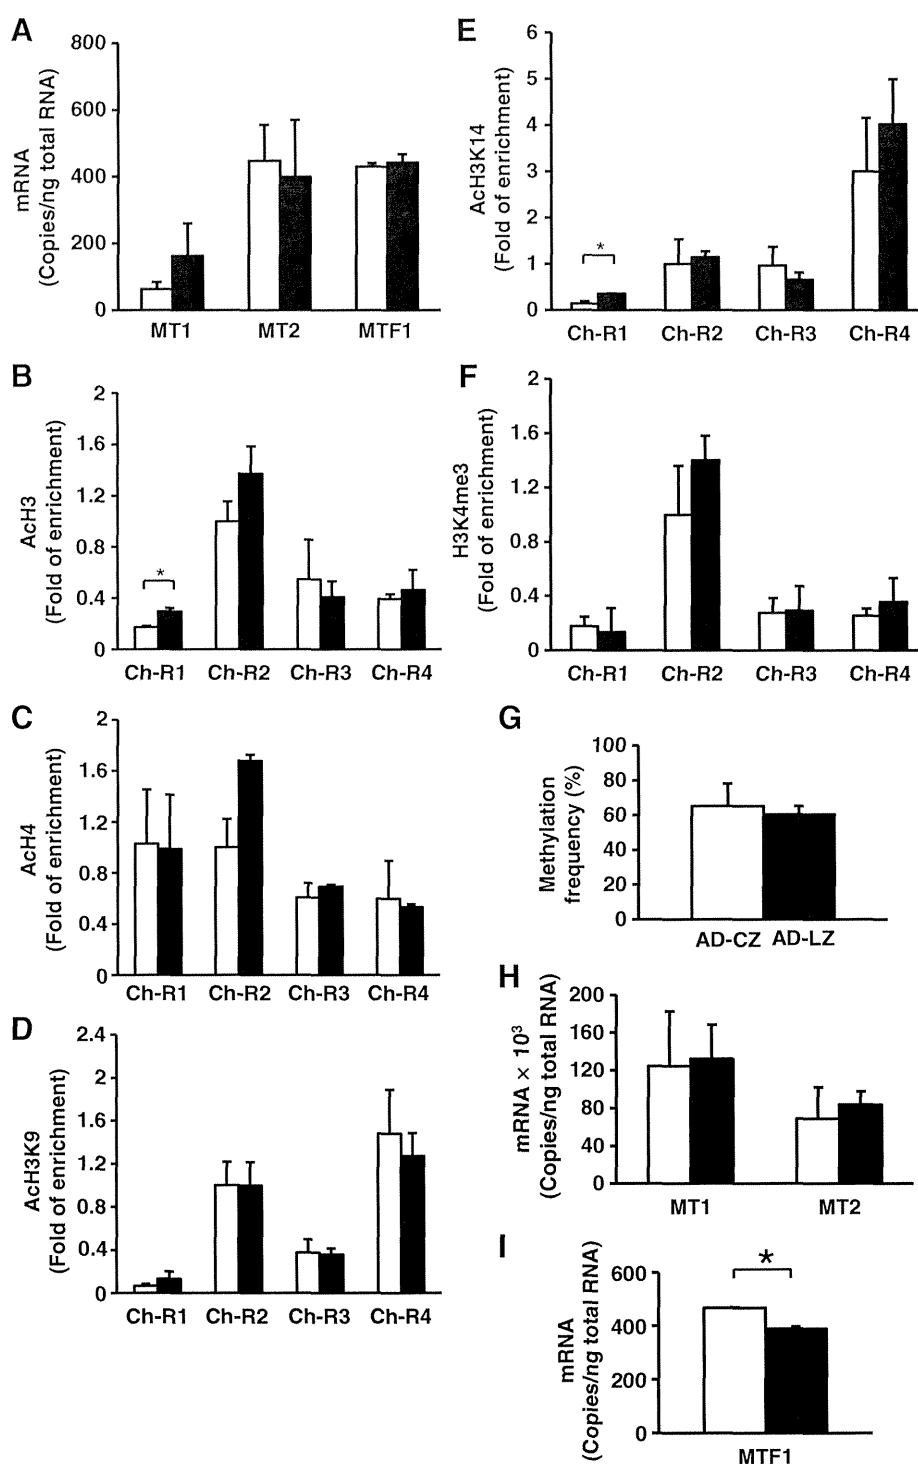 A
mRNA
(Copies/ng total RNA)
800
600
400
200
0
MT1 MT2 MTF1
B
AcH3
(Fold of enrichment)
2
1.6
1.2
0.8
0.4
0
*
Ch-R1 Ch-R2 Ch-R3 Ch-R4
C
AcH4
(Fold of enrichment)
2
1.6
1.2
0.8
0.4
0
Ch-R1 Ch-R2 Ch-R3 Ch-R4
D
AcH3K9
(Fold of enrichment)
2.4
2
1.6
1.2
0.8
0.4
0
Ch-R1 Ch-R2 Ch-R3 Ch-R4
E
AcH3K14
(Fold of enrichment)
6
5
4
3
2
1
0
*
Ch-R1 Ch-R2 Ch-R3 Ch-R4
F
H3K4me3
(Fold of enrichment)
2
1.6
1.2
0.8
0.4
0
Ch-R1 Ch-R2 Ch-R3 Ch-R4
G
Methylation
frequency (%)
100
80
60
40
20
0
AD-CZ AD-LZ
H
mRNA × 10³
(Copies/ng total RNA)
200
160
120
80
40
0
MT1 MT2
I
mRNA
(Copies/ng total RNA)
600
400
200
0
*
MTF1